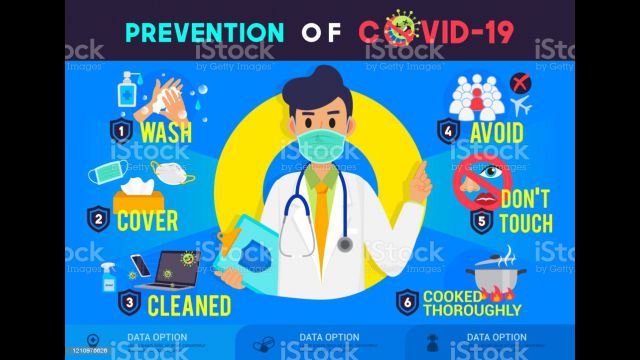 PREVENTION OF COVID-19
1 WASH
2 COVER
3 CLEANED
4 AVOID
5 DON'T
TOUCH
6 COOKED
THOROUGHLY
DATA OPTION
DATA OPTION
DATA OPTION
iStock
by Getty Images